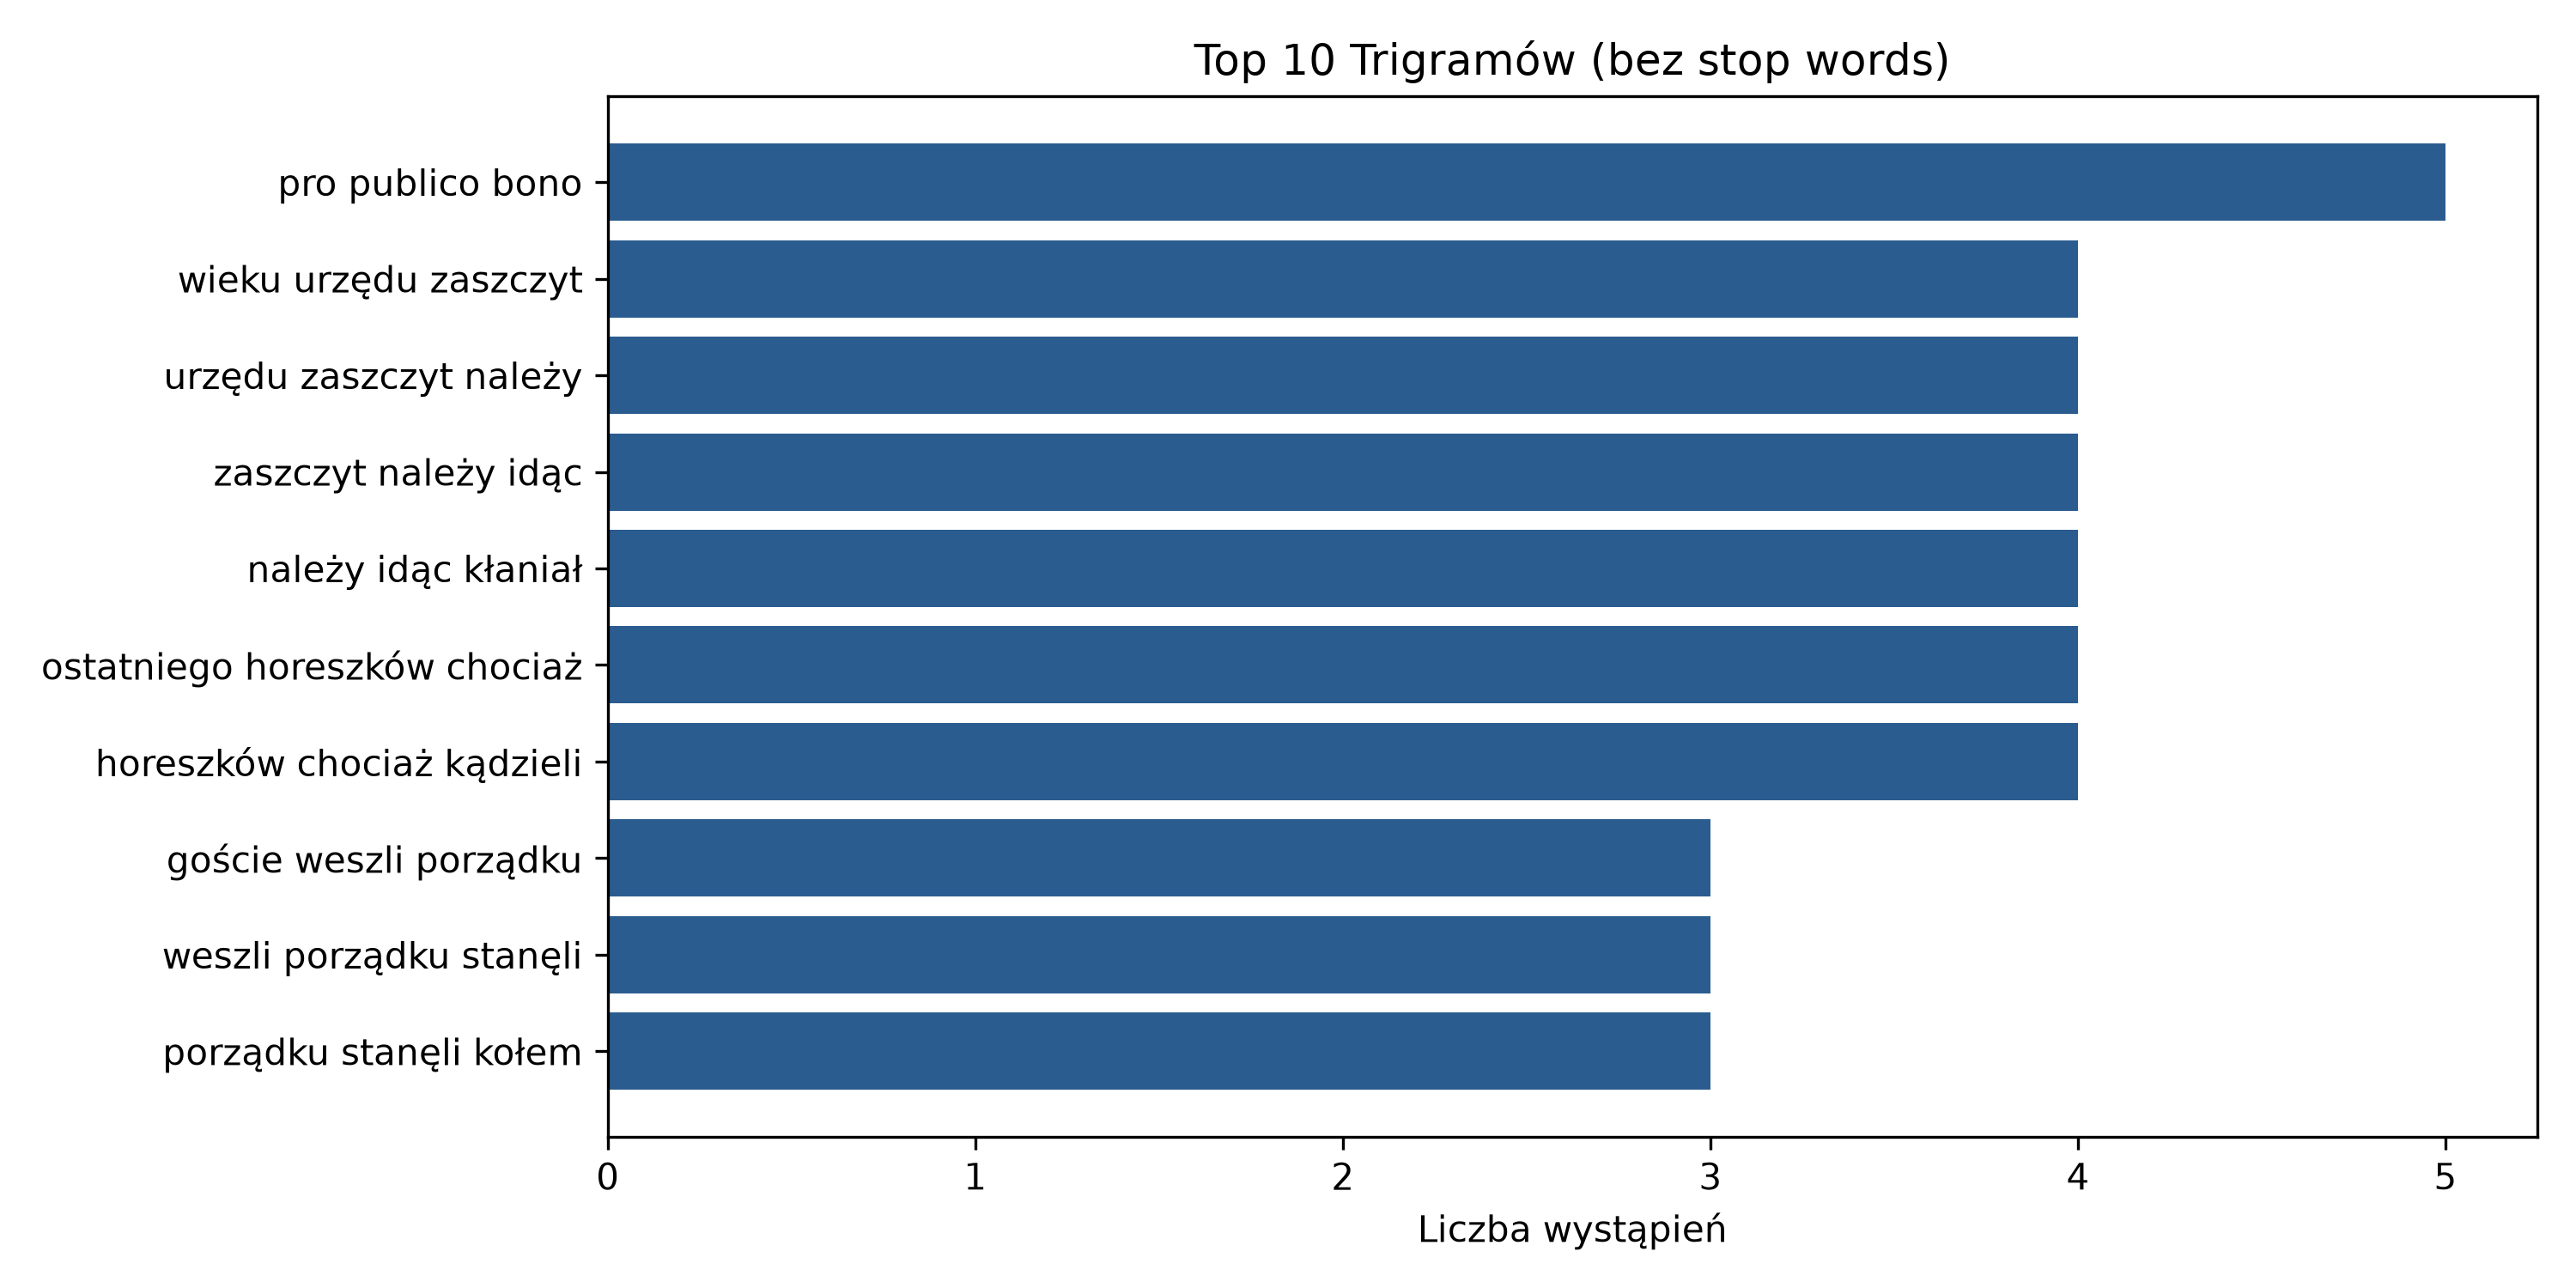 Top 10 Trigramów (bez stop words)
pro publico bono
wieku urzędu zaszczyt
urzędu zaszczyt należy
zaszczyt należy idąc
należy idąc kłaniał
ostatniego horeszków chociaż
horeszków chociaż kądzieli
goście weszli porządku
weszli porządku stanęli
porządku stanęli kołem
0 1 2 3 4 5
Liczba wystąpień